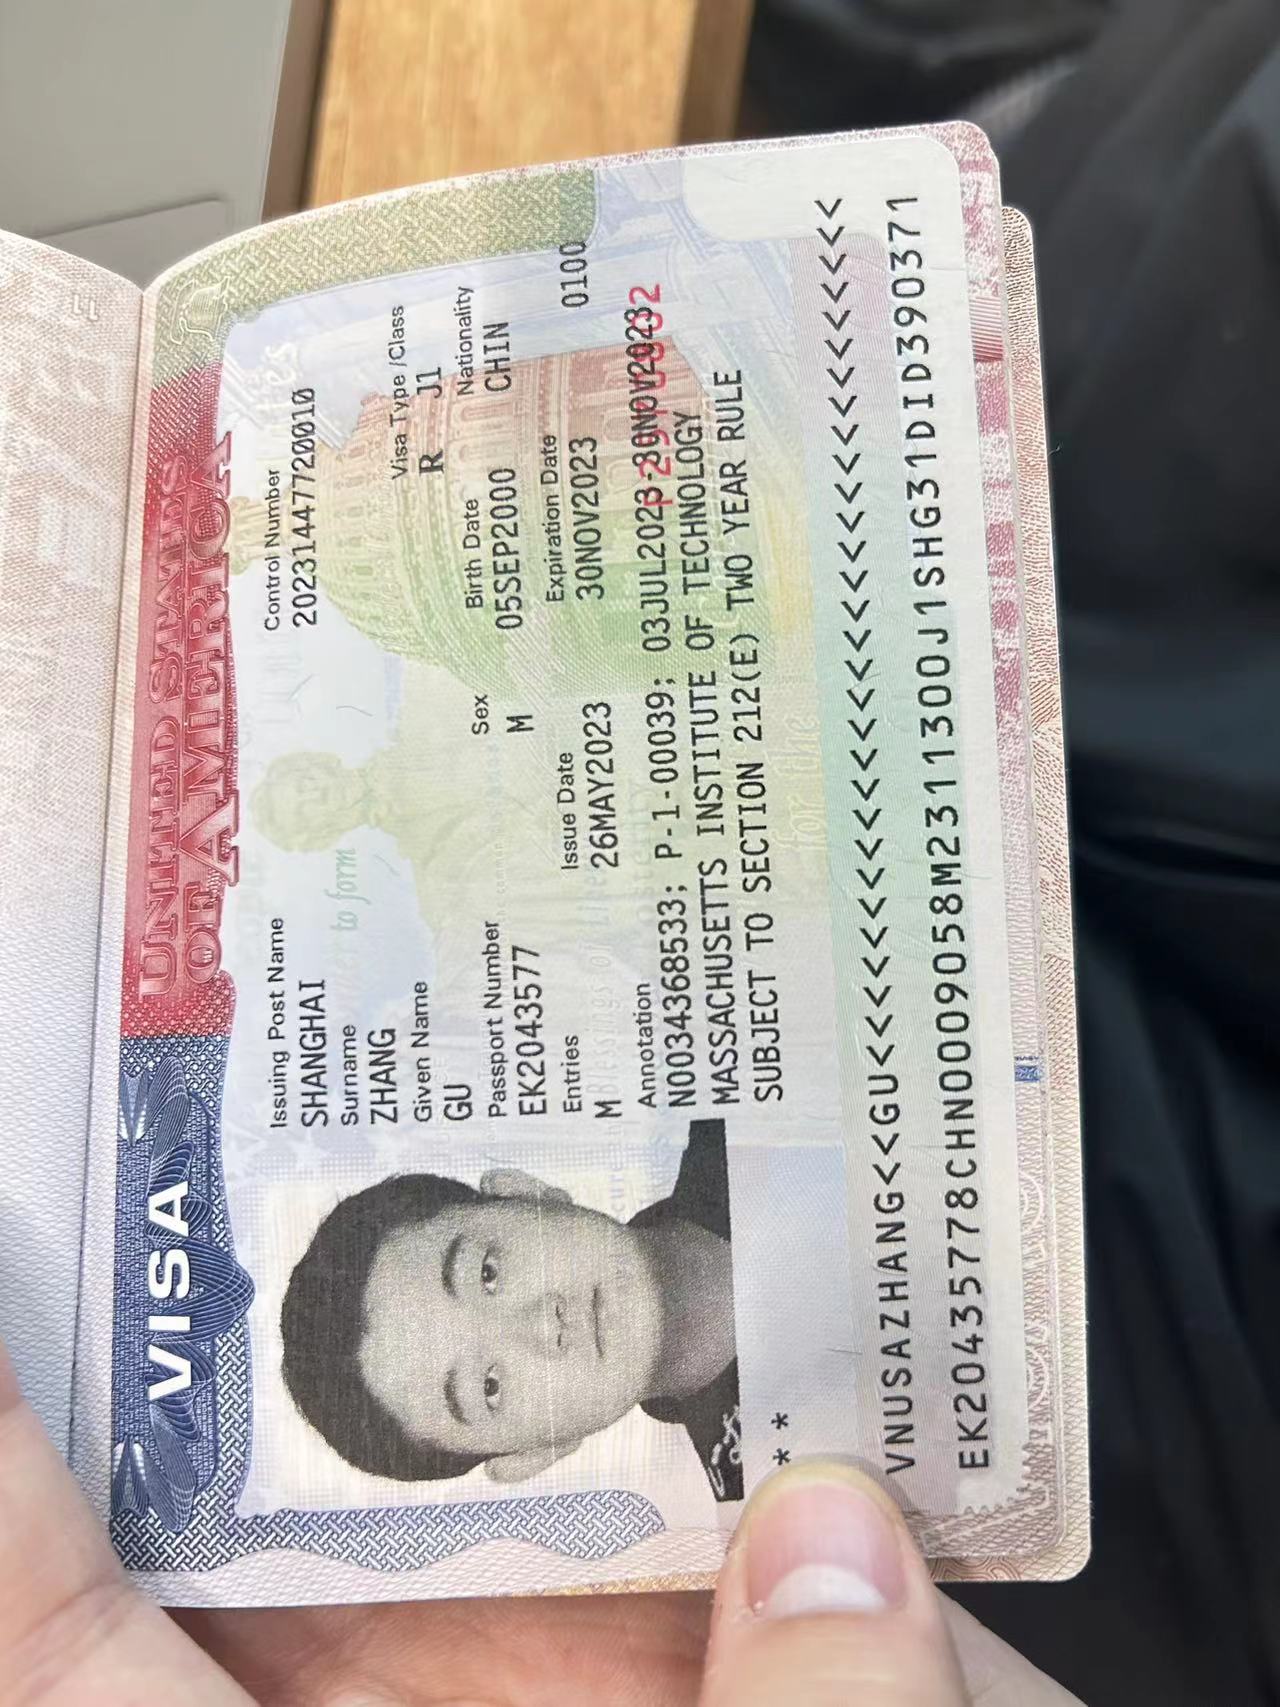 VISA
UNITED STATES
OF AMERICA
Issuing Post Name
SHANGHAI
Control Number
20231447720010
Surname
ZHANG
Given Name
GU
Visa Type /Class
R J1
Passport Number
EK2043577
Sex
M
Birth Date
05SEP2000
Nationality
CHIN
Entries
M
Issue Date
26MAY2023
Expiration Date
30NOV2023
0100
Annotation
N0034368533; P-1-00039; 03JUL2023-30NOV2023
MASSACHUSETTS INSTITUTE OF TECHNOLOGY
SUBJECT TO SECTION 212(E) TWO YEAR RULE
**
VNUSAZHANG<<GU<<<<<<<<<<<<<<<<<<<<<<<<<<<<<<
EK20435778CHN0009058M2311300J1SHG31DID390371
11